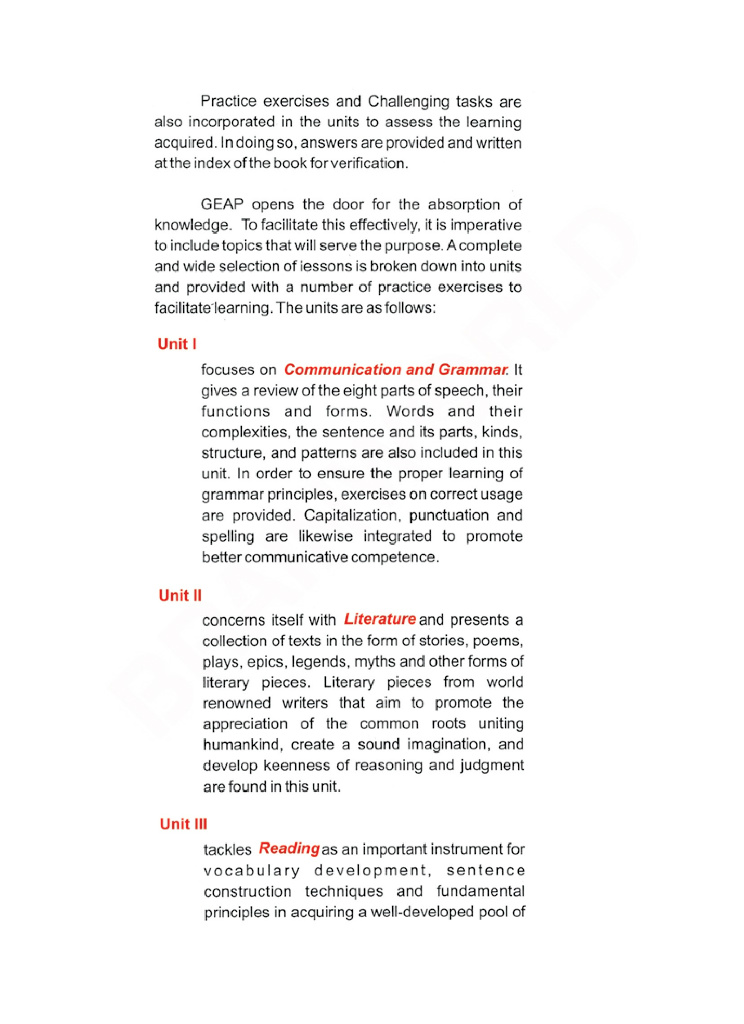 Practice exercises and Challenging tasks are
also incorporated in the units to assess the learning
acquired. In doing so, answers are provided and written
at the index of the book for verification.
GEAP opens the door for the absorption of
knowledge. To facilitate this effectively, it is imperative
to include topics that will serve the purpose. A complete
and wide selection of lessons is broken down into units
and provided with a number of practice exercises to
facilitate learning. The units are as follows:
Unit I
focuses on Communication and Grammar. It
gives a review of the eight parts of speech, their
functions and forms. Words and their
complexities, the sentence and its parts, kinds,
structure, and patterns are also included in this
unit. In order to ensure the proper learning of
grammar principles, exercises on correct usage
are provided. Capitalization, punctuation and
spelling are likewise integrated to promote
better communicative competence.
Unit II
concerns itself with Literature and presents a
collection of texts in the form of stories, poems,
plays, epics, legends, myths and other forms of
literary pieces. Literary pieces from world
renowned writers that aim to promote the
appreciation of the common roots uniting
humankind, create a sound imagination, and
develop keenness of reasoning and judgment
are found in this unit.
Unit III
tackles Reading as an important instrument for
vocabulary development, sentence
construction techniques and fundamental
principles in acquiring a well-developed pool of